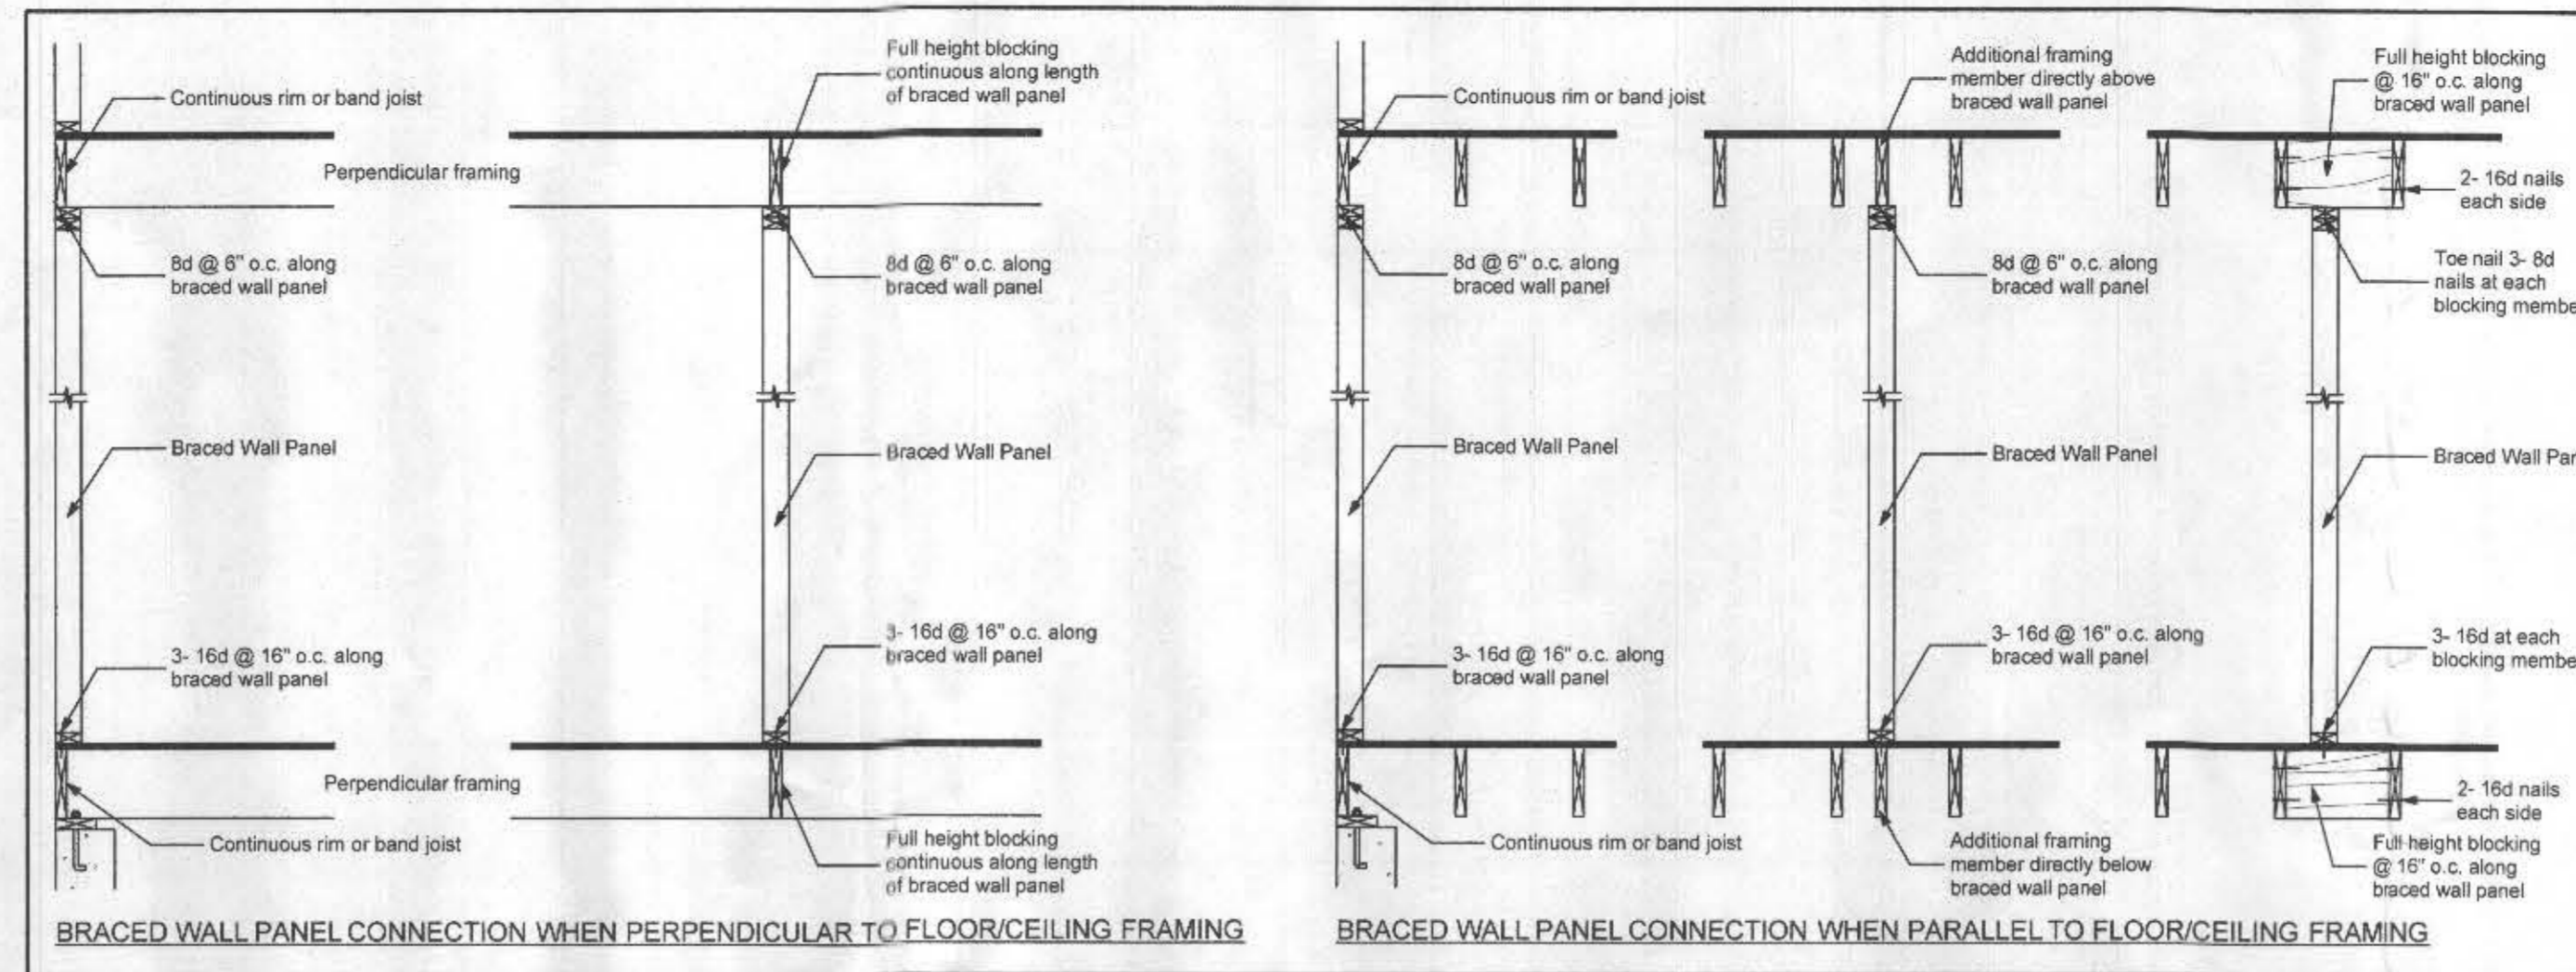 Continuous rim or band joist
Perpendicular framing
Full height blocking
continuous along length
of braced wall panel
8d @ 6" o.c. along
braced wall panel
8d @ 6" o.c. along
braced wall panel
Braced Wall Panel
Braced Wall Panel
3- 16d @ 16" o.c. along
braced wall panel
3- 16d @ 16" o.c. along
braced wall panel
Perpendicular framing
Continuous rim or band joist
Full height blocking
continuous along length
of braced wall panel
BRACED WALL PANEL CONNECTION WHEN PERPENDICULAR TO FLOOR/CEILING FRAMING
Continuous rim or band joist
Additional framing
member directly above
braced wall panel
Full height blocking
@ 16" o.c. along
braced wall panel
2- 16d nails
each side
8d @ 6" o.c. along
braced wall panel
8d @ 6" o.c. along
braced wall panel
Toe nail 3- 8d
nails at each
blocking membe
Braced Wall Panel
Braced Wall Panel
Braced Wall Pan
3- 16d @ 16" o.c. along
braced wall panel
3- 16d @ 16" o.c. along
braced wall panel
3- 16d at each
blocking membe
Continuous rim or band joist
Additional framing
member directly below
braced wall panel
2- 16d nails
each side
Full height blocking
@ 16" o.c. along
braced wall panel
BRACED WALL PANEL CONNECTION WHEN PARALLEL TO FLOOR/CEILING FRAMING